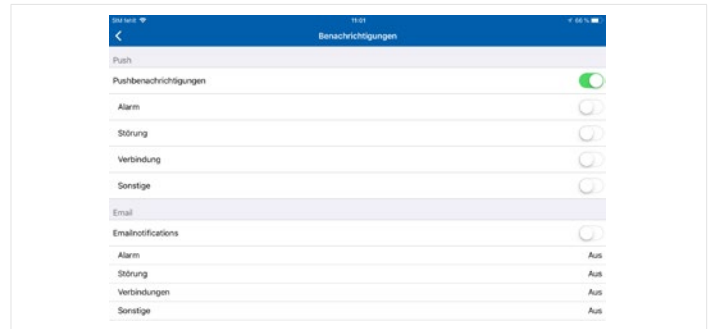 SIM fehlt 11:01 66 %
Benachrichtigungen
Push
Pushbenachrichtigungen
Alarm
Störung
Verbindung
Sonstige
Email
Emailnotifications
Alarm Aus
Störung Aus
Verbindungen Aus
Sonstige Aus